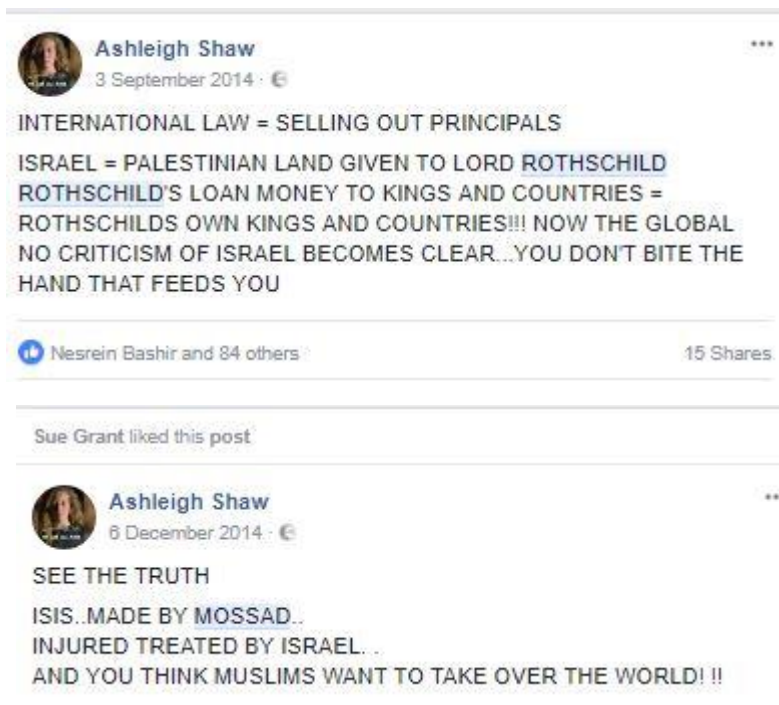 Ashleigh Shaw
3 September 2014 ·
INTERNATIONAL LAW = SELLING OUT PRINCIPALS
ISRAEL = PALESTINIAN LAND GIVEN TO LORD ROTHSCHILD
ROTHSCHILD'S LOAN MONEY TO KINGS AND COUNTRIES =
ROTHSCHILDS OWN KINGS AND COUNTRIES!!! NOW THE GLOBAL
NO CRITICISM OF ISRAEL BECOMES CLEAR...YOU DON'T BITE THE
HAND THAT FEEDS YOU
Nesrein Bashir and 84 others 15 Shares
Sue Grant liked this post
Ashleigh Shaw
6 December 2014 ·
SEE THE TRUTH
ISIS..MADE BY MOSSAD..
INJURED TREATED BY ISRAEL. .
AND YOU THINK MUSLIMS WANT TO TAKE OVER THE WORLD! !!